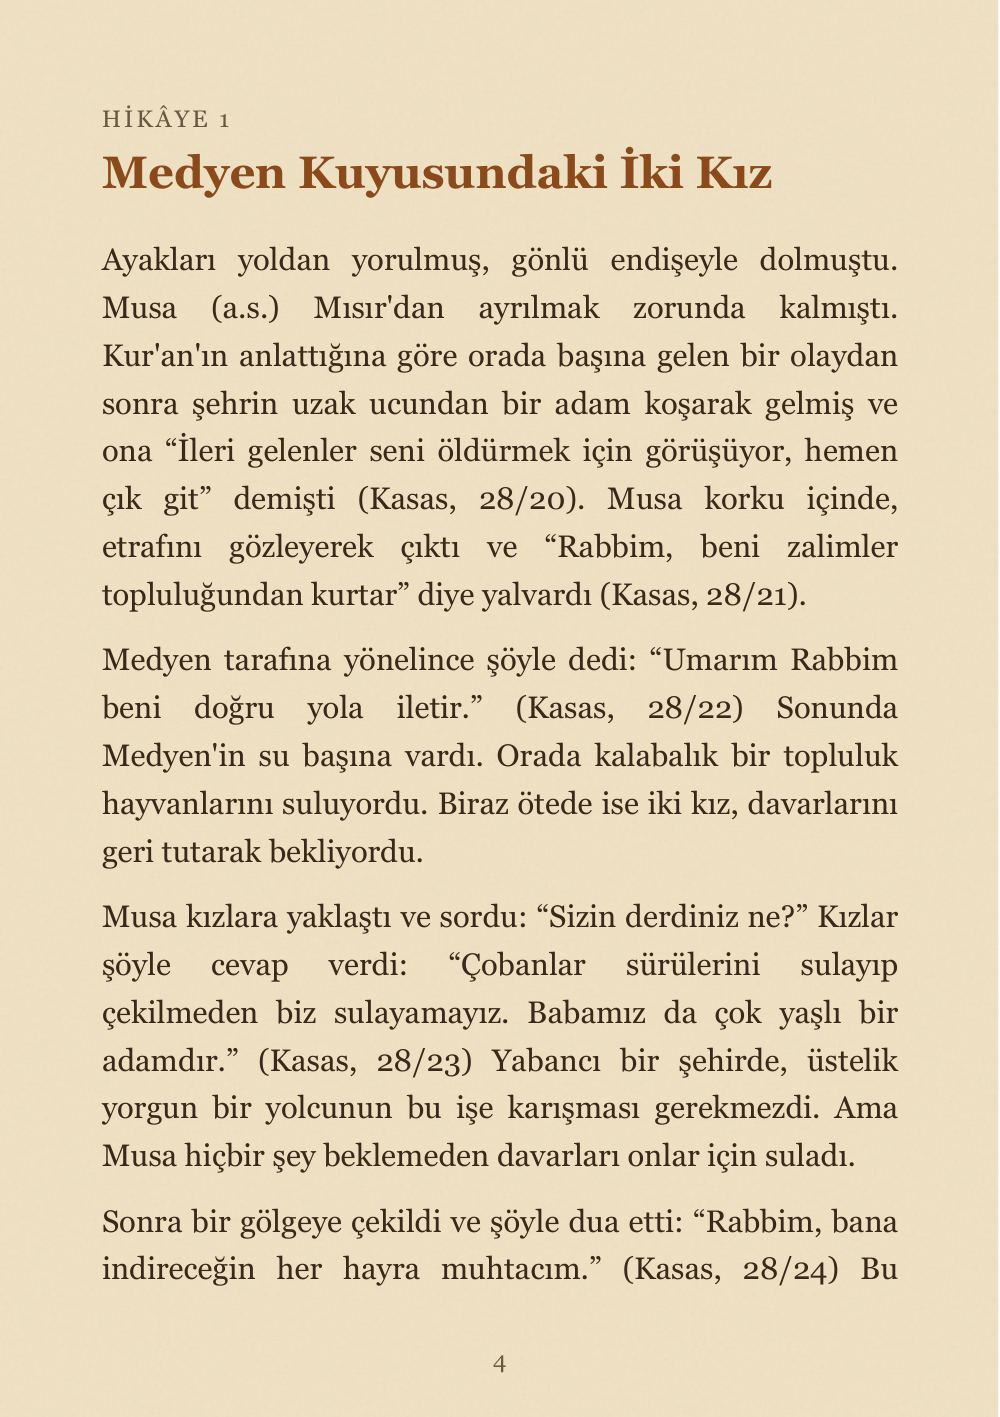 HİKÂYE 1
Medyen Kuyusundaki İki Kız
Ayakları yoldan yorulmuş, gönlü endişeyle dolmuştu.
Musa (a.s.) Mısır'dan ayrılmak zorunda kalmıştı.
Kur'an'ın anlattığına göre orada başına gelen bir olaydan
sonra şehrin uzak ucundan bir adam koşarak gelmiş ve
ona “İleri gelenler seni öldürmek için görüşüyor, hemen
çık git” demişti (Kasas, 28/20). Musa korku içinde,
etrafını gözleyerek çıktı ve “Rabbim, beni zalimler
topluluğundan kurtar” diye yalvardı (Kasas, 28/21).
Medyen tarafına yönelince şöyle dedi: “Umarım Rabbim
beni doğru yola iletir.” (Kasas, 28/22) Sonunda
Medyen'in su başına vardı. Orada kalabalık bir topluluk
hayvanlarını suluyordu. Biraz ötede ise iki kız, davarlarını
geri tutarak bekliyordu.
Musa kızlara yaklaştı ve sordu: “Sizin derdiniz ne?” Kızlar
şöyle cevap verdi: “Çobanlar sürülerini sulayıp
çekilmeden biz sulayamayız. Babamız da çok yaşlı bir
adamdır.” (Kasas, 28/23) Yabancı bir şehirde, üstelik
yorgun bir yolcunun bu işe karışması gerekmezdi. Ama
Musa hiçbir şey beklemeden davarları onlar için suladı.
Sonra bir gölgeye çekildi ve şöyle dua etti: “Rabbim, bana
indireceğin her hayra muhtacım.” (Kasas, 28/24) Bu
4